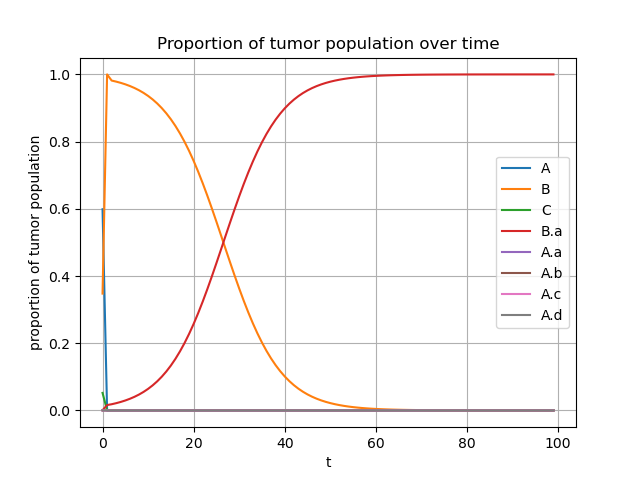 Proportion of tumor population over time
proportion of tumor population
1.0
0.8
0.6
0.4
0.2
0.0
A
B
C
B.a
A.a
A.b
A.c
A.d
0 20 40 60 80 100
t